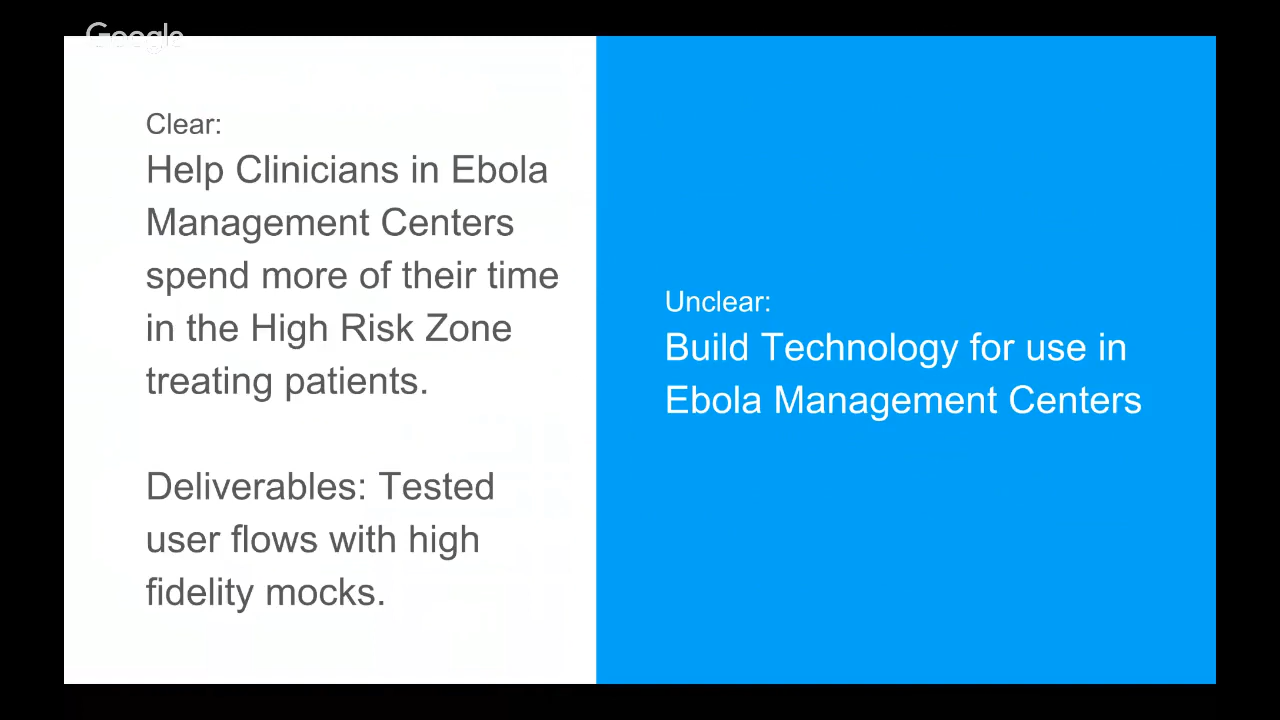 Google
Clear:
Help Clinicians in Ebola
Management Centers
spend more of their time
in the High Risk Zone
treating patients.
Deliverables: Tested
user flows with high
fidelity mocks.
Unclear:
Build Technology for use in
Ebola Management Centers